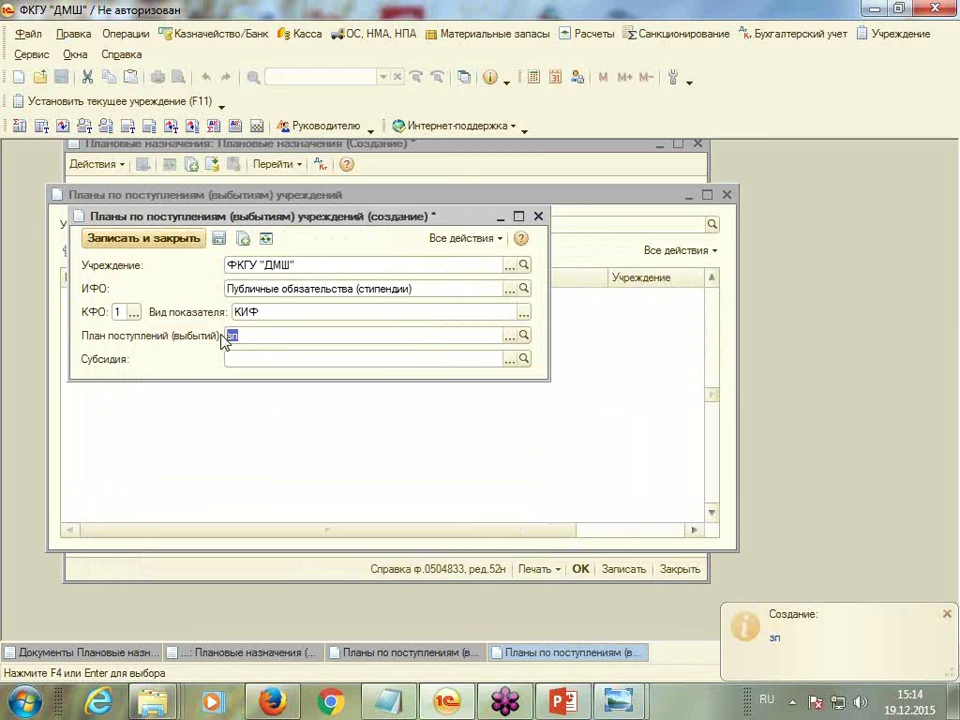 ФКГУ "ДМШ" / Не авторизован
Файл Правка Операции Казначейство/Банк Касса ОС, НМА, НПА Материальные запасы Расчеты Санкционирование Бухгалтерский учет Учреждение
Сервис Окна Справка
M M+ M-
Установить текущее учреждение (F11)
Руководителю Интернет-поддержка
Плановые назначения: Плановые назначения (Создание) *
Действия Перейти
Планы по поступлениям (выбытиям) учреждений
Планы по поступлениям (выбытиям) учреждений (создание) *
Записать и закрыть Все действия
Все действия
Учреждение: ФКГУ "ДМШ"
Учреждение
ИФО: Публичные обязательства (стипендии)
КФО: 1 ... Вид показателя: КИФ
План поступлений (выбытий): зп
Субсидия:
Справка ф.0504833, ред.52н Печать OK Записать Закрыть
Создание:
зп
Документы Плановые назн... ...: Плановые назначения (... Планы по поступлениям (в... Планы по поступлениям (в...
Нажмите F4 или Enter для выбора
RU 15:14
19.12.2015